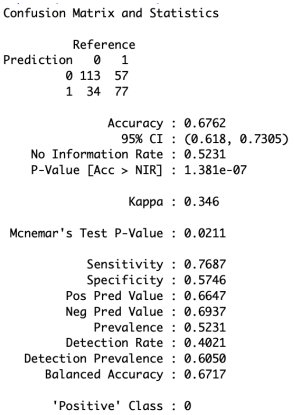 Confusion Matrix and Statistics
Reference
Prediction 0 1
0 113 57
1 34 77
Accuracy : 0.6762
95% CI : (0.618, 0.7305)
No Information Rate : 0.5231
P-Value [Acc > NIR] : 1.381e-07
Kappa : 0.346
Mcnemar's Test P-Value : 0.0211
Sensitivity : 0.7687
Specificity : 0.5746
Pos Pred Value : 0.6647
Neg Pred Value : 0.6937
Prevalence : 0.5231
Detection Rate : 0.4021
Detection Prevalence : 0.6050
Balanced Accuracy : 0.6717
'Positive' Class : 0